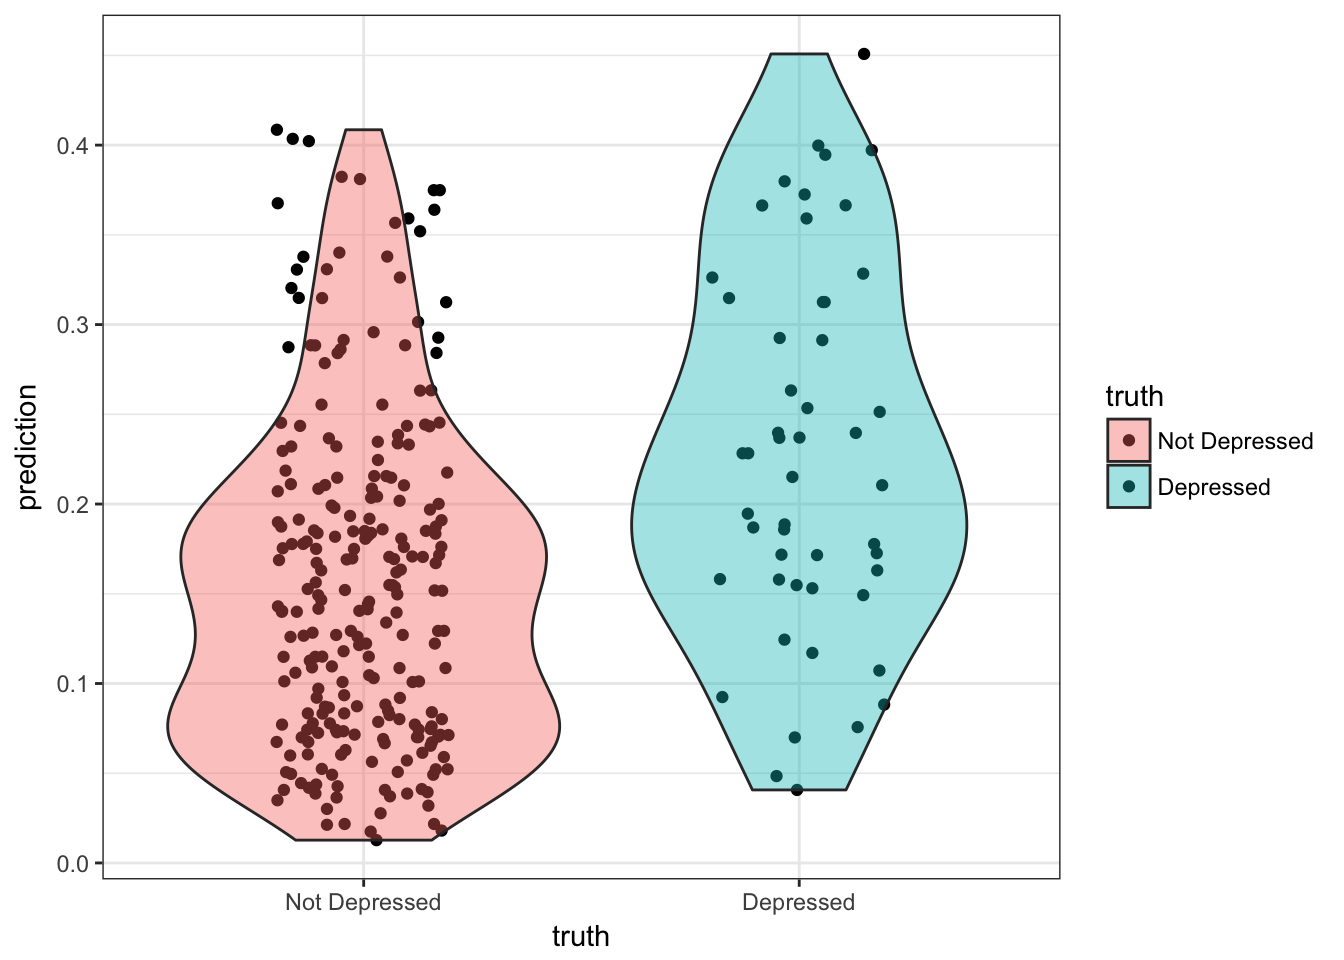 0.4
0.3
0.2
0.1
0.0
prediction
Not Depressed
Depressed
truth
truth
Not Depressed
Depressed